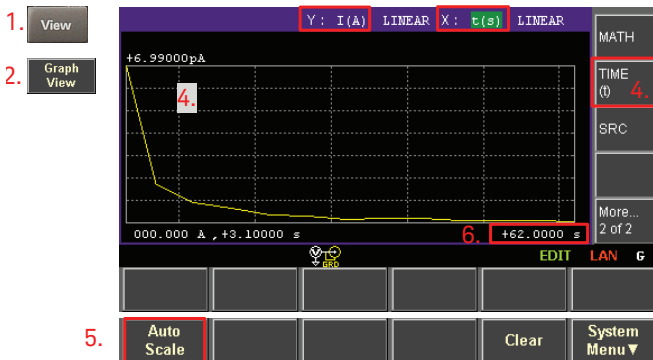 1. View
2. Graph View
Y: I(A) LINEAR X: t(s) LINEAR
+6.99000pA
4.
000.000 A ,+3.10000 s
6. +62.0000 s
MATH
TIME (t) 4.
SRC
More...
2 of 2
V GRD
EDIT LAN G
5. Auto Scale
Clear
System Menu▼